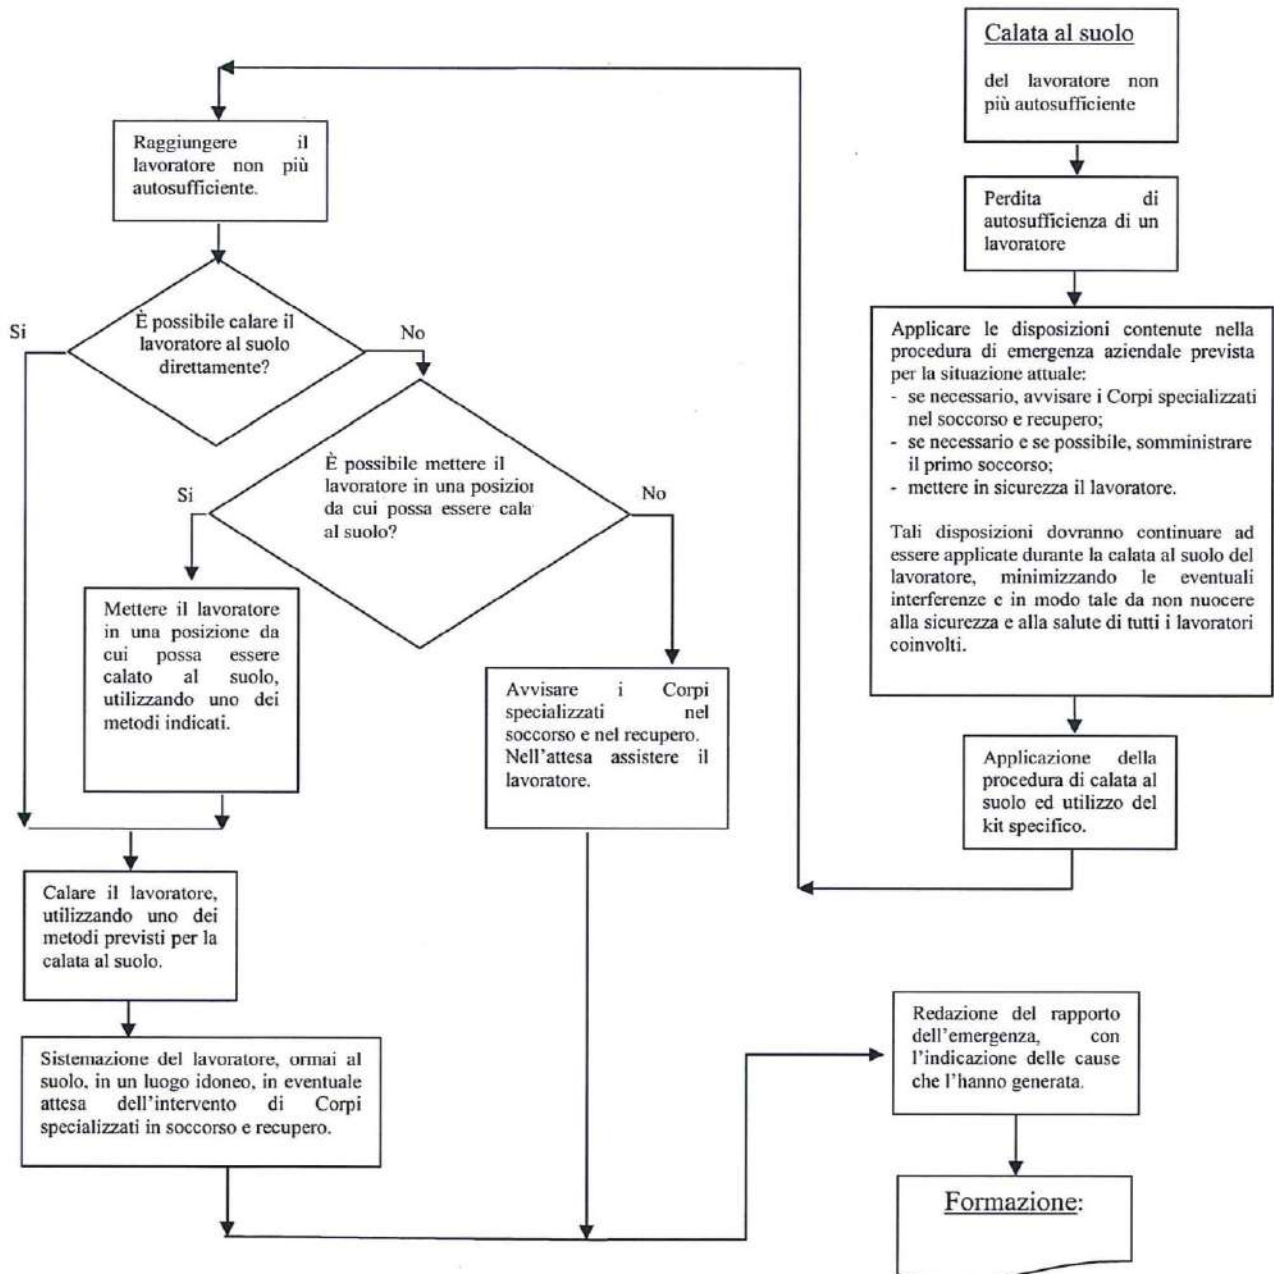 Calata al suolo
del lavoratore non
più autosufficiente
Perdita di
autosufficienza di un
lavoratore
Applicare le disposizioni contenute nella
procedura di emergenza aziendale prevista
per la situazione attuale:
- se necessario, avvisare i Corpi specializzati
nel soccorso e recupero;
- se necessario e se possibile, somministrare
il primo soccorso;
- mettere in sicurezza il lavoratore.
Tali disposizioni dovranno continuare ad
essere applicate durante la calata al suolo del
lavoratore, minimizzando le eventuali
interferenze e in modo tale da non nuocere
alla sicurezza e alla salute di tutti i lavoratori
coinvolti.
Applicazione della
procedura di calata al
suolo ed utilizzo del
kit specifico.
Raggiungere il
lavoratore non più
autosufficiente.
È possibile calare il
lavoratore al suolo
direttamente?
Si
No
È possibile mettere il
lavoratore in una posizion
da cui possa essere cala
al suolo?
Si
No
Mettere il lavoratore
in una posizione da
cui possa essere
calato al suolo,
utilizzando uno dei
metodi indicati.
Avvisare i Corpi
specializzati nel
soccorso e nel recupero.
Nell'attesa assistere il
lavoratore.
Calare il lavoratore,
utilizzando uno dei
metodi previsti per la
calata al suolo.
Sistemazione del lavoratore, ormai al
suolo, in un luogo idoneo, in eventuale
attesa dell'intervento di Corpi
specializzati in soccorso e recupero.
Redazione del rapporto
dell'emergenza, con
l'indicazione delle cause
che l'hanno generata.
Formazione: